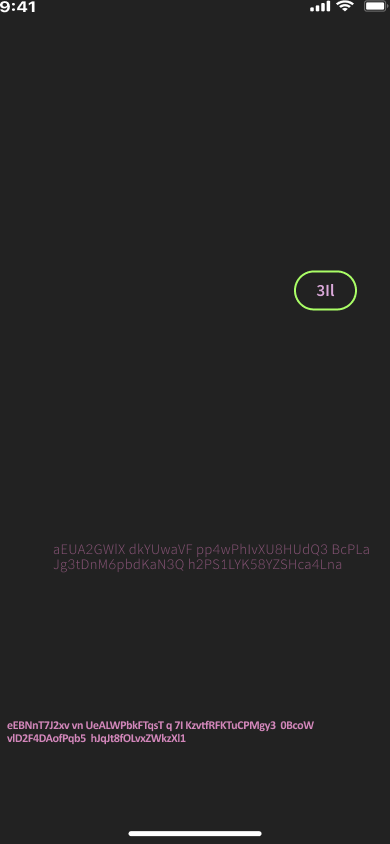 9:41
3Il
aEUA2GWlX dkYUwaVF pp4wPhIvXU8HUdQ3 BcPLa
Jg3tDnM6pbdKaN3Q h2PS1LYK58YZSHca4Lna
eEBNnT7J2xv vn UeALWPbkFTqsT q 7I KzvtfRFKTuCPMgy3 0BcoW
vlD2F4DAofPqb5 hJqJt8fOLvxZWkzXl1